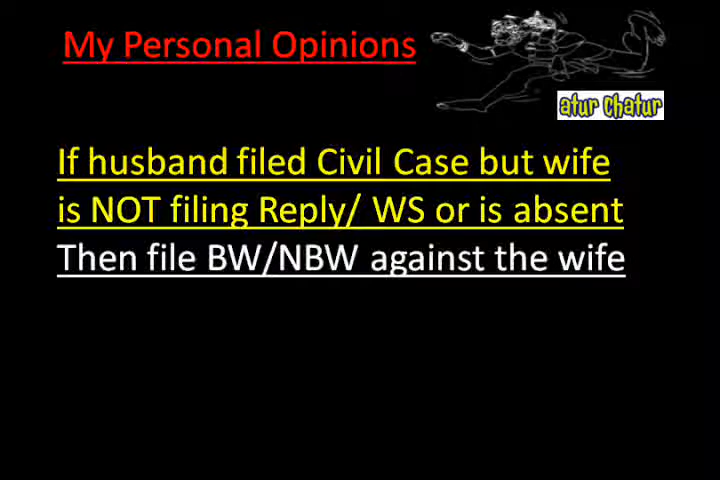 My Personal Opinions
atur chatur
If husband filed Civil Case but wife
is NOT filing Reply/ WS or is absent
Then file BW/NBW against the wife